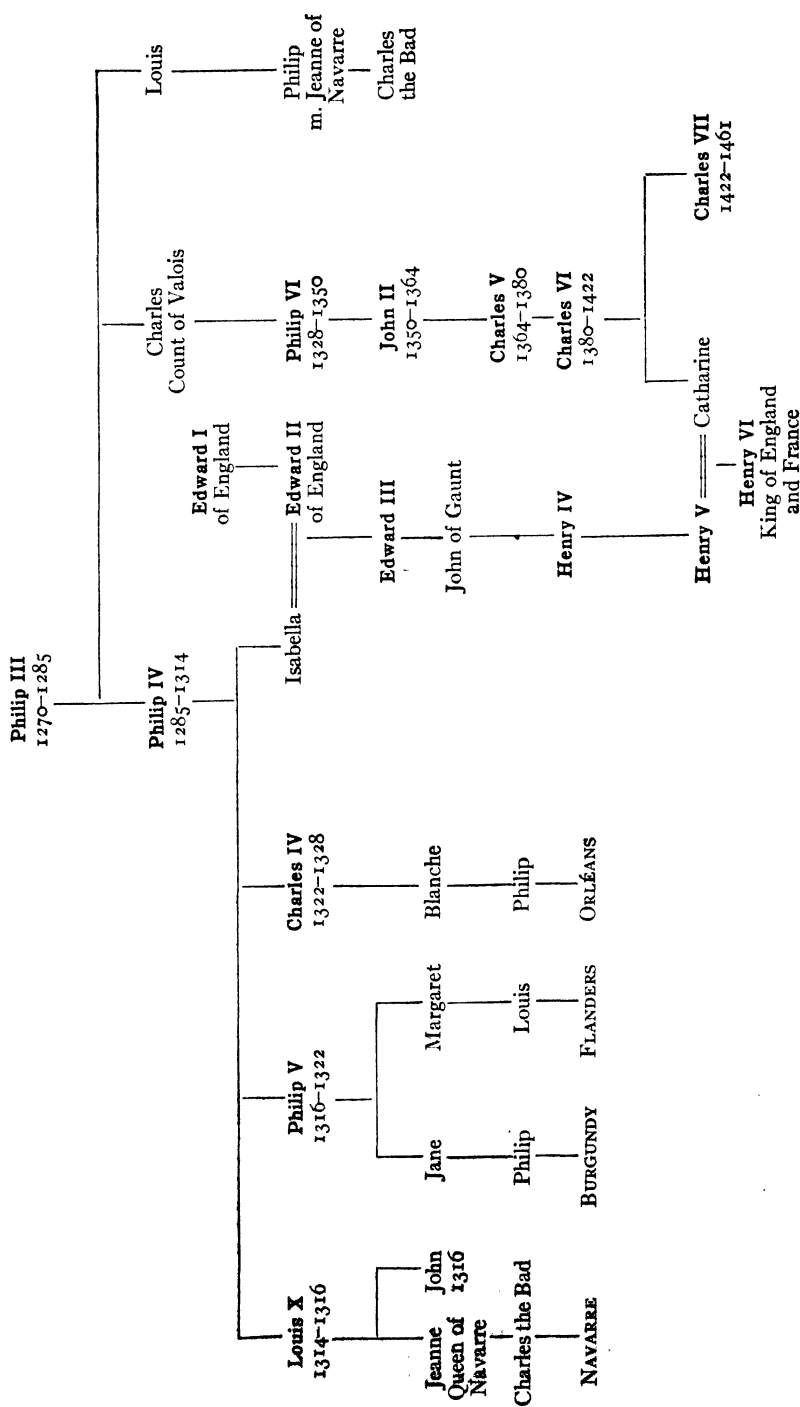 Philip III
1270–1285
Philip IV
1285–1314
Charles
Count of Valois
Louis
Edward I
of England
Louis X
1314–1316
Philip V
1316–1322
Charles IV
1322–1328
Isabella
Edward II
of England
Philip VI
1328–1350
Philip
m. Jeanne of
Navarre
Edward III
John II
1350–1364
Charles
the Bad
Jeanne
Queen of
Navarre
John
1316
Jane
Margaret
Blanche
John of Gaunt
Charles the Bad
Philip
Louis
Philip
Charles V
1364–1380
NAVARRE
BURGUNDY
FLANDERS
ORLÉANS
Henry IV
Charles VI
1380–1422
Henry V
Catharine
Charles VII
1422–1461
Henry VI
King of England
and France